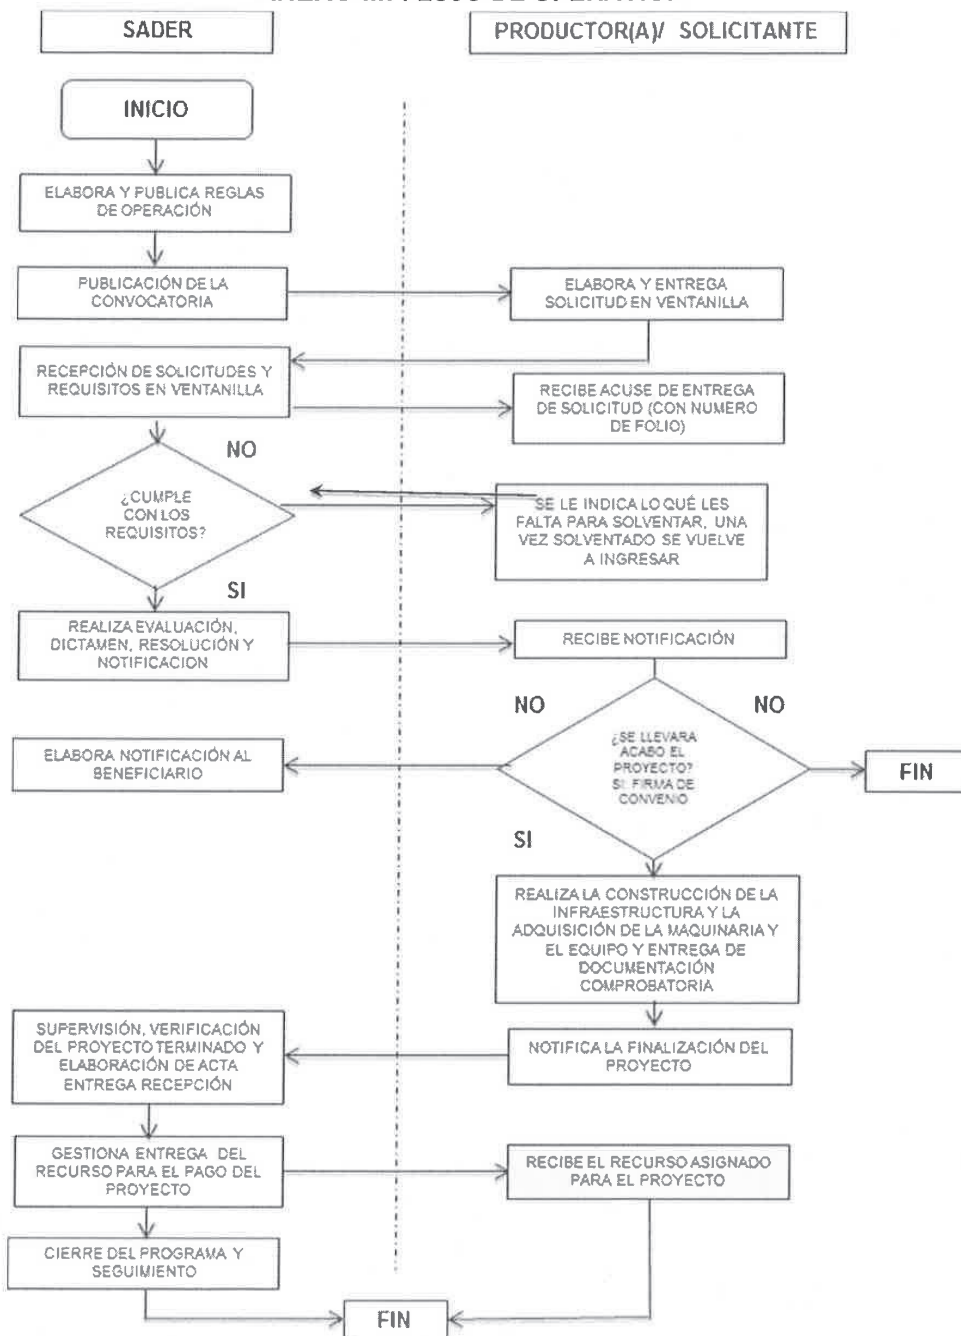 SADER
PRODUCTOR(A)/ SOLICITANTE
INICIO
ELABORA Y PUBLICA REGLAS
DE OPERACIÓN
PUBLICACIÓN DE LA
CONVOCATORIA
ELABORA Y ENTREGA
SOLICITUD EN VENTANILLA
RECEPCIÓN DE SOLICITUDES Y
REQUISITOS EN VENTANILLA
RECIBE ACUSE DE ENTREGA
DE SOLICITUD (CON NUMERO
DE FOLIO)
NO
¿CUMPLE
CON LOS
REQUISITOS?
SE LE INDICA LO QUÉ LES
FALTA PARA SOLVENTAR, UNA
VEZ SOLVENTADO SE VUELVE
A INGRESAR
SI
REALIZA EVALUACIÓN,
DICTAMEN, RESOLUCIÓN Y
NOTIFICACION
RECIBE NOTIFICACIÓN
NO
NO
¿SE LLEVARA
ACABO EL
PROYECTO?
SI: FIRMA DE
CONVENIO
ELABORA NOTIFICACIÓN AL
BENEFICIARIO
FIN
SI
REALIZA LA CONSTRUCCIÓN DE LA
INFRAESTRUCTURA Y LA
ADQUISICIÓN DE LA MAQUINARIA Y
EL EQUIPO Y ENTREGA DE
DOCUMENTACIÓN
COMPROBATORIA
SUPERVISIÓN, VERIFICACIÓN
DEL PROYECTO TERMINADO Y
ELABORACIÓN DE ACTA
ENTREGA RECEPCIÓN
NOTIFICA LA FINALIZACIÓN DEL
PROYECTO
GESTIONA ENTREGA DEL
RECURSO PARA EL PAGO DEL
PROYECTO
RECIBE EL RECURSO ASIGNADO
PARA EL PROYECTO
CIERRE DEL PROGRAMA Y
SEGUIMIENTO
FIN